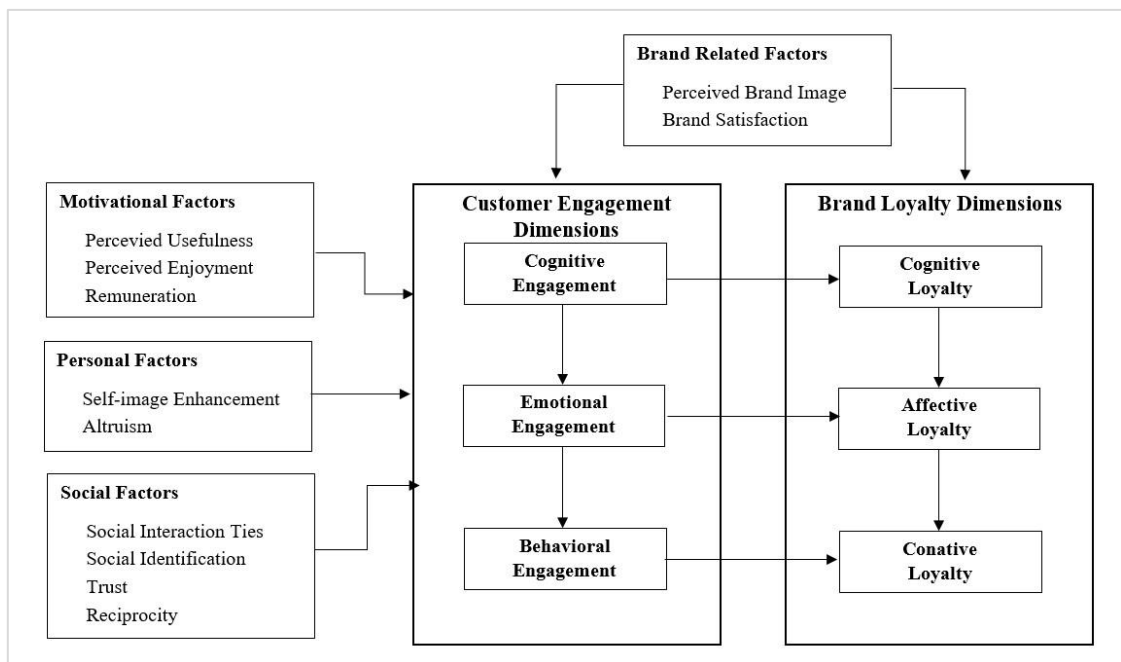 Brand Related Factors
Perceived Brand Image
Brand Satisfaction
Motivational Factors
Percevied Usefulness
Perceived Enjoyment
Remuneration
Personal Factors
Self-image Enhancement
Altruism
Social Factors
Social Interaction Ties
Social Identification
Trust
Reciprocity
Customer Engagement
Dimensions
Cognitive
Engagement
Emotional
Engagement
Behavioral
Engagement
Brand Loyalty Dimensions
Cognitive
Loyalty
Affective
Loyalty
Conative
Loyalty